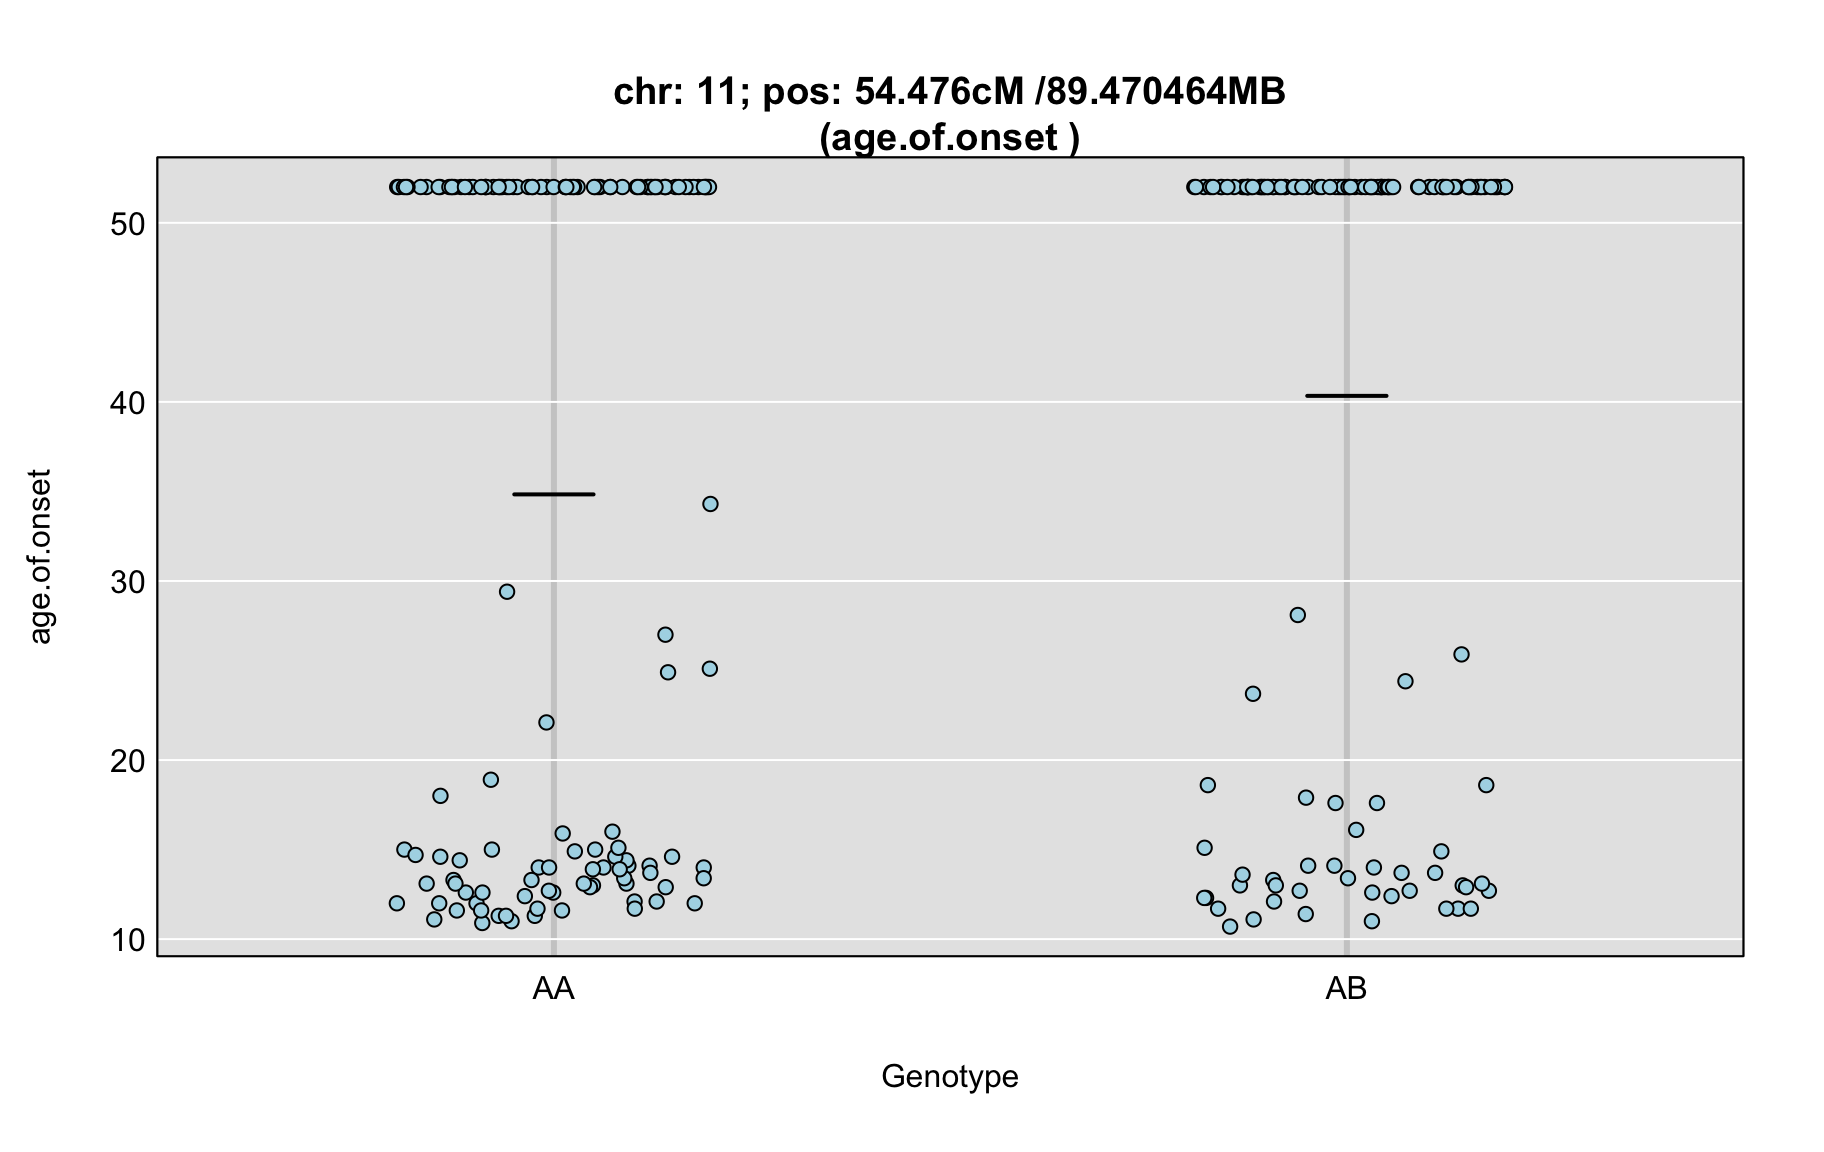 chr: 11; pos: 54.476cM /89.470464MB
(age.of.onset )
age.of.onset
50
40
30
20
10
AA
AB
Genotype